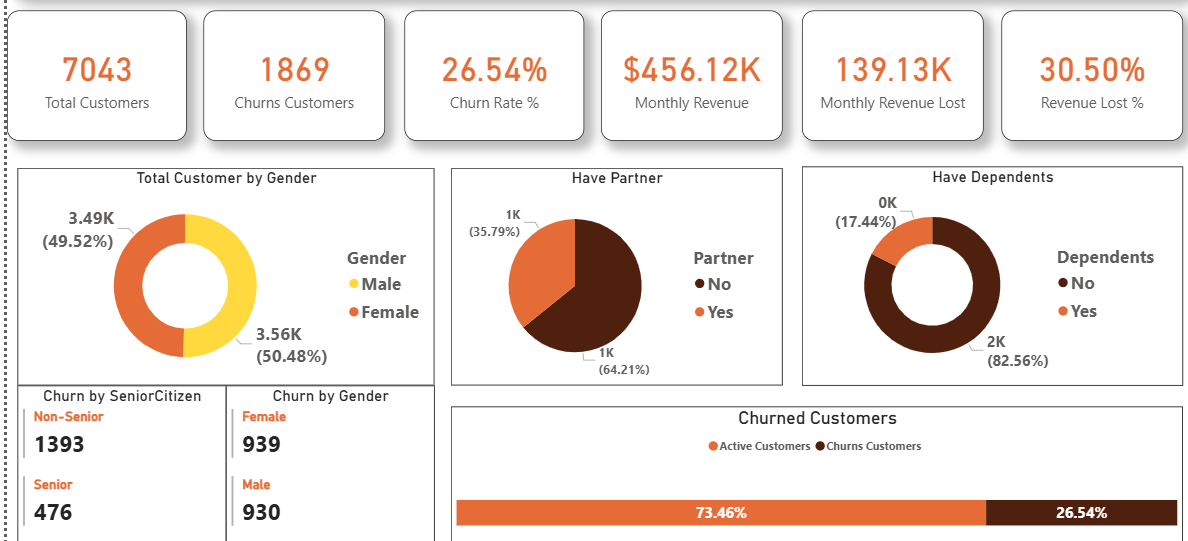 7043
Total Customers
1869
Churns Customers
26.54%
Churn Rate %
$456.12K
Monthly Revenue
139.13K
Monthly Revenue Lost
30.50%
Revenue Lost %
Total Customer by Gender
3.49K
(49.52%)
3.56K
(50.48%)
Gender
Male
Female
Have Partner
1K
(35.79%)
1K
(64.21%)
Partner
No
Yes
Have Dependents
0K
(17.44%)
2K
(82.56%)
Dependents
No
Yes
Churn by SeniorCitizen
Non-Senior
1393
Senior
476
Churn by Gender
Female
939
Male
930
Churned Customers
Active Customers Churns Customers
73.46% 26.54%